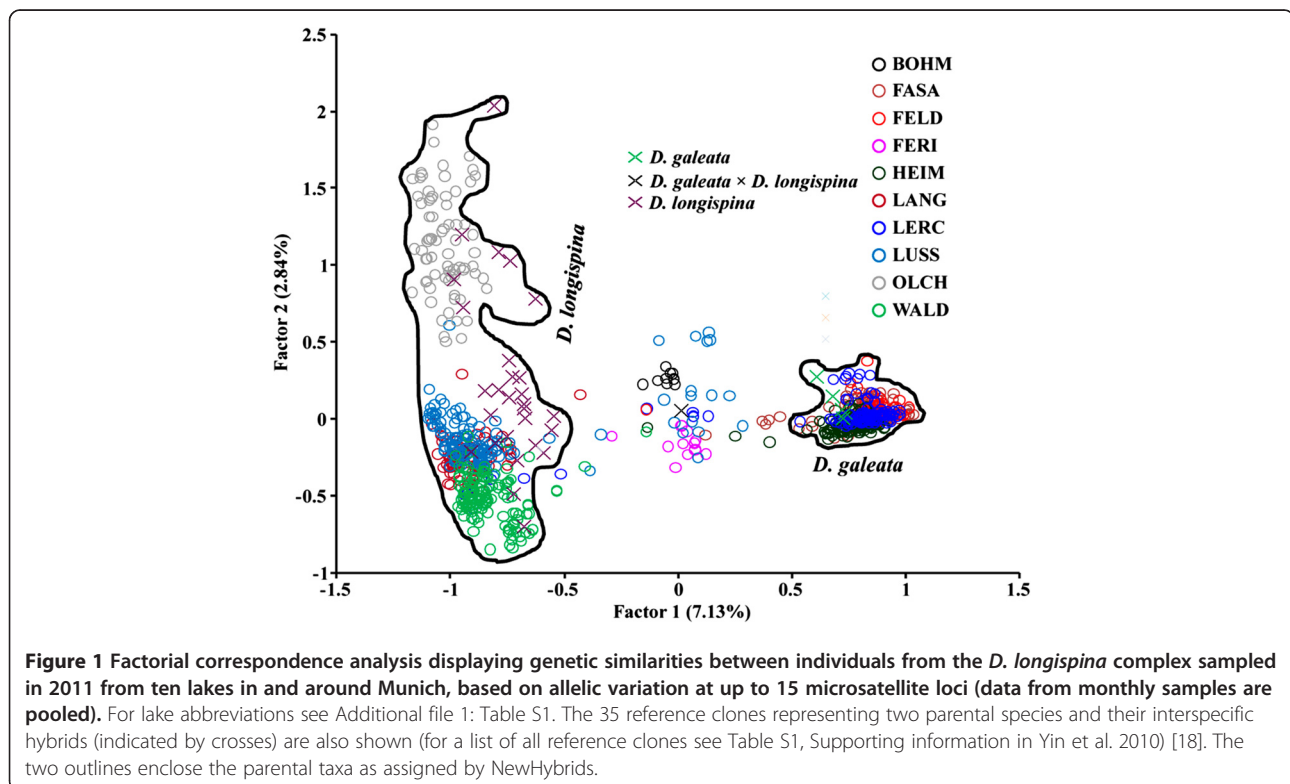 2.5
2
1.5
1
0.5
0
-0.5
-1
-1.5
-1
-0.5
0
0.5
1
1.5
Factor 2 (2.84%)
Factor 1 (7.13%)
D. galeata
D. galeata × D. longispina
D. longispina
BOHM
FASA
FELD
FERI
HEIM
LANG
LERC
LUSS
OLCH
WALD
D. longispina
D. galeata
Figure 1 Factorial correspondence analysis displaying genetic similarities between individuals from the D. longispina complex sampled
in 2011 from ten lakes in and around Munich, based on allelic variation at up to 15 microsatellite loci (data from monthly samples are
pooled). For lake abbreviations see Additional file 1: Table S1. The 35 reference clones representing two parental species and their interspecific
hybrids (indicated by crosses) are also shown (for a list of all reference clones see Table S1, Supporting information in Yin et al. 2010) [18]. The
two outlines enclose the parental taxa as assigned by NewHybrids.